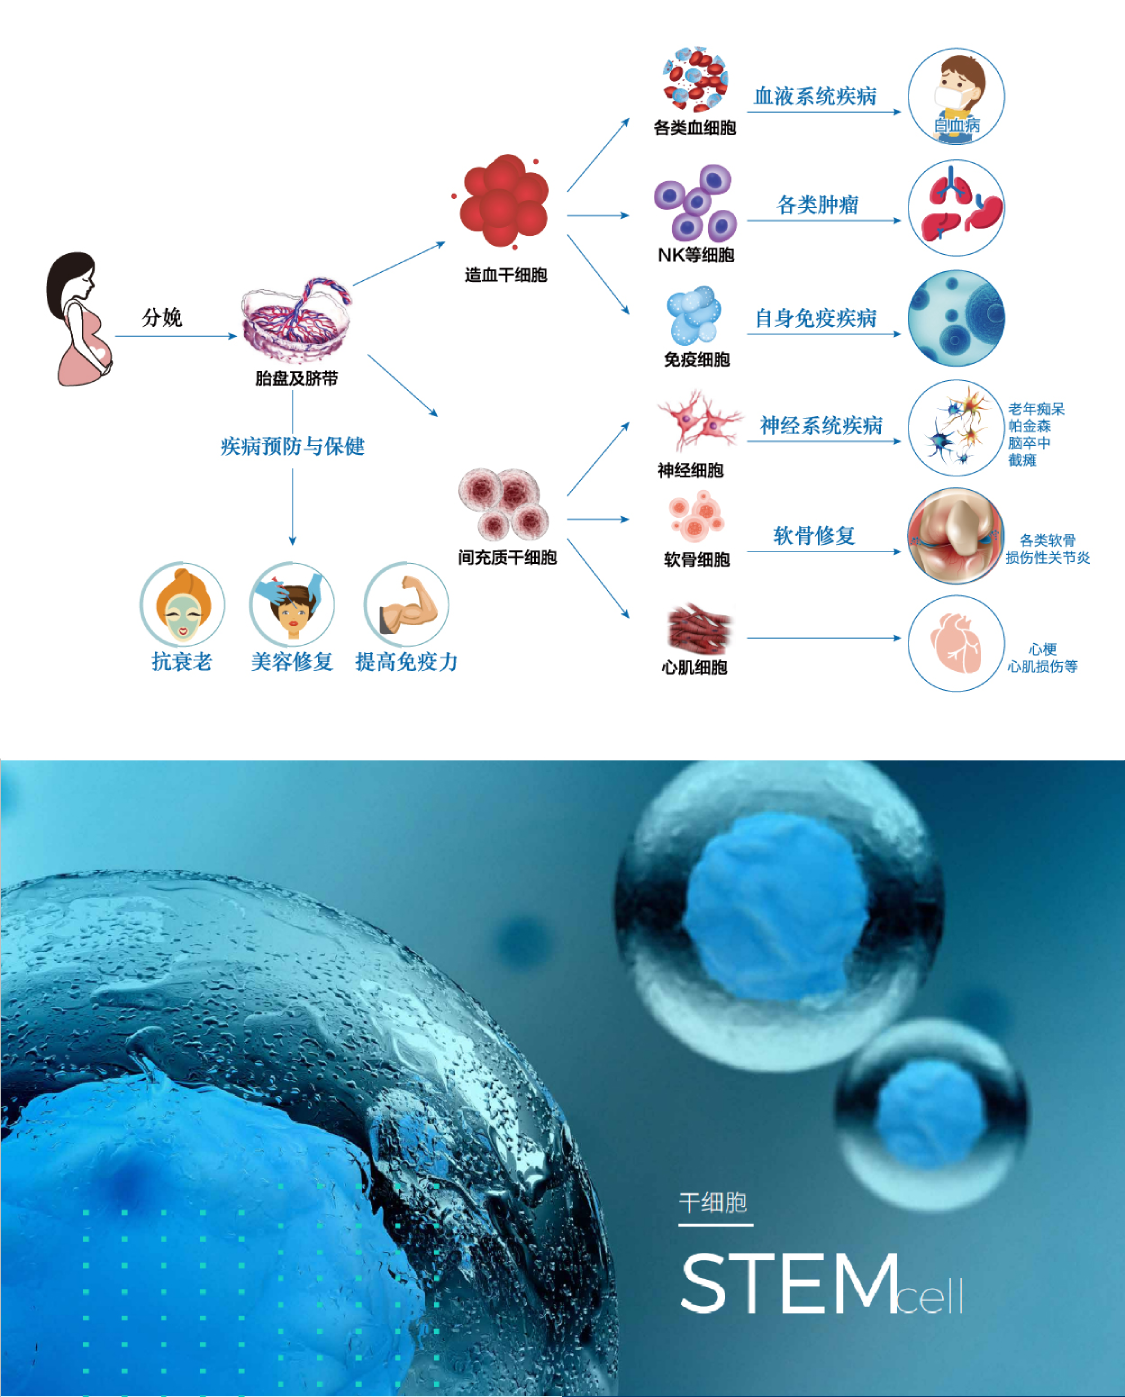 各类血细胞
血液系统疾病
白血病
NK等细胞
各类肿瘤
造血干细胞
免疫细胞
自身免疫疾病
分娩
胎盘及脐带
疾病预防与保健
神经细胞
神经系统疾病
老年痴呆
帕金森
脑卒中
截瘫
间充质干细胞
软骨细胞
软骨修复
各类软骨
损伤性关节炎
心肌细胞
心梗
心肌损伤等
抗衰老
美容修复
提高免疫力
干细胞
STEMcell